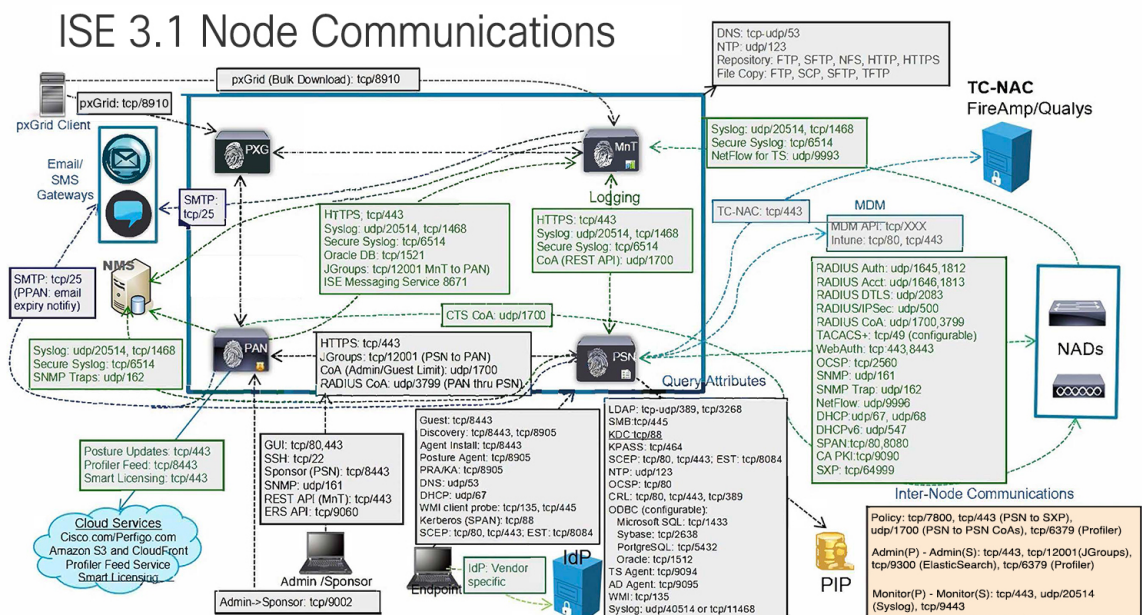 ISE 3.1 Node Communications
DNS: tcp-udp/53
NTP: udp/123
Repository: FTP, SFTP, NFS, HTTP, HTTPS
File Copy: FTP, SCP, SFTP, TFTP
pxGrid (Bulk Download): tcp/8910
pxGrid: tcp/8910
pxGrid Client
TC-NAC
FireAmp/Qualys
PXG
MnT
Syslog: udp/20514, tcp/1468
Secure Syslog: tcp/6514
NetFlow for TS: udp/9993
Email/
SMS
Gateways
SMTP:
tcp/25
Logging
HTTPS, tcp/443
Syslog: udp/20514, tcp/1468
Secure Syslog: tcp/6514
Oracle DB: tcp/1521
JGroups: tcp/12001 MnT to PAN)
ISE Messaging Service 8671
HTTPS: tcp/443
Syslog: udp/20514, tcp/1468
Secure Syslog: tcp/6514
CoA (REST API): udp/1700
TC-NAC: tcp/443
MDM
MDM API: tcp/XXX
Intune: tcp/80, tcp/443
NMS
SMTP: tcp/25
(PPAN: email
expiry notifiy)
RADIUS Auth: udp/1645,1812
RADIUS Acct: udp/1646,1813
RADIUS DTLS: udp/2083
RADIUS/IPSec: udp/500
RADIUS CoA: udp/1700,3799
TACACS+: tcp/49 (configurable)
WebAuth: tcp 443,8443
OCSP: tcp/2560
SNMP: udp/161
SNMP Trap: udp/162
NetFlow: udp/9996
DHCP:udp/67, udp/68
DHCPv6: udp/547
SPAN:tcp/80,8080
CA PKI:tcp/9090
SXP: tcp/64999
NADs
CTS CoA: udp/1700
PAN
PSN
Syslog: udp/20514, tcp/1468
Secure Syslog: tcp/6514
SNMP Traps: udp/162
HTTPS: tcp/443
JGroups: tcp/12001 (PSN to PAN)
CoA (Admin/Guest Limit): udp/1700
RADIUS CoA: udp/3799 (PAN thru PSN)
Query Attributes
Posture Updates: tcp/443
Profiler Feed: tcp/8443
Smart Licensing: tcp/443
GUI: tcp/80,443
SSH: tcp/22
Sponsor (PSN): tcp/8443
SNMP: udp/161
REST API (MnT): tcp/443
ERS API: tcp/9060
Guest: tcp/8443
Discovery: tcp/8443, tcp/8905
Agent Install: tcp/8443
Posture Agent: tcp/8905
PRA/KA: tcp/8905
DNS: udp/53
DHCP: udp/67
WMI client probe: tcp/135, tcp/445
Kerberos (SPAN): tcp/88
SCEP: tcp/80, tcp/443; EST: tcp/8084
LDAP: tcp-udp/389, tcp/3268
SMB:tcp/445
KDC:tcp/88
KPASS: tcp/464
SCEP: tcp/80, tcp/443; EST: tcp/8084
NTP: udp/123
OCSP: tcp/80
CRL: tcp/80, tcp/443, tcp/389
ODBC (configurable):
Microsoft SQL: tcp/1433
Sybase: tcp/2638
PortgreSQL: tcp/5432
Oracle: tcp/1512
TS Agent: tcp/9094
AD Agent: tcp/9095
WMI: tcp/135
Syslog: udp/40514 or tcp/11468
Cloud Services
Cisco.com/Perfigo.com
Amazon S3 and CloudFront
Profiler Feed Service
Smart Licensing
Admin /Sponsor
Admin->Sponsor: tcp/9002
Endpoint
IdP: Vendor
specific
IdP
PIP
Inter-Node Communications
Policy: tcp/7800, tcp/443 (PSN to SXP),
udp/1700 (PSN to PSN CoAs), tcp/6379 (Profiler)
Admin(P) - Admin(S): tcp/443, tcp/12001(JGroups),
tcp/9300 (ElasticSearch), tcp/6379 (Profiler)
Monitor(P) - Monitor(S): tcp/443, udp/20514
(Syslog), tcp/9443